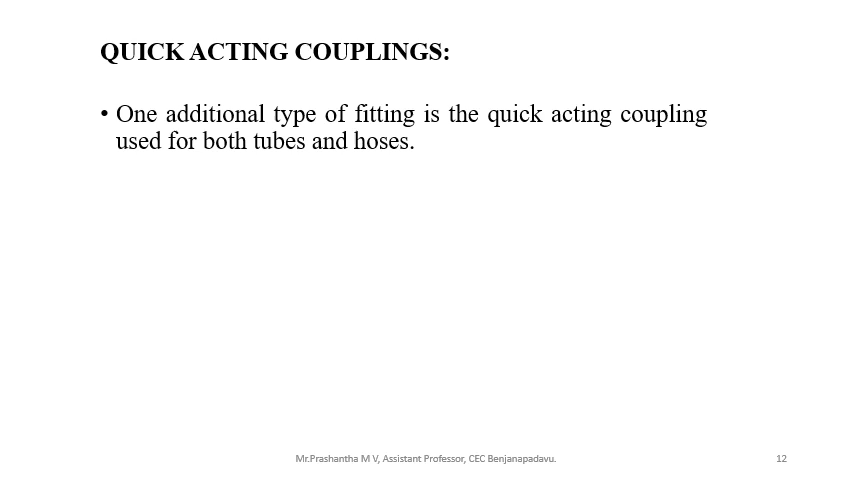 QUICK ACTING COUPLINGS:
• One additional type of fitting is the quick acting coupling
used for both tubes and hoses.
Mr.Prashantha M V, Assistant Professor, CEC Benjanapadavu.
12